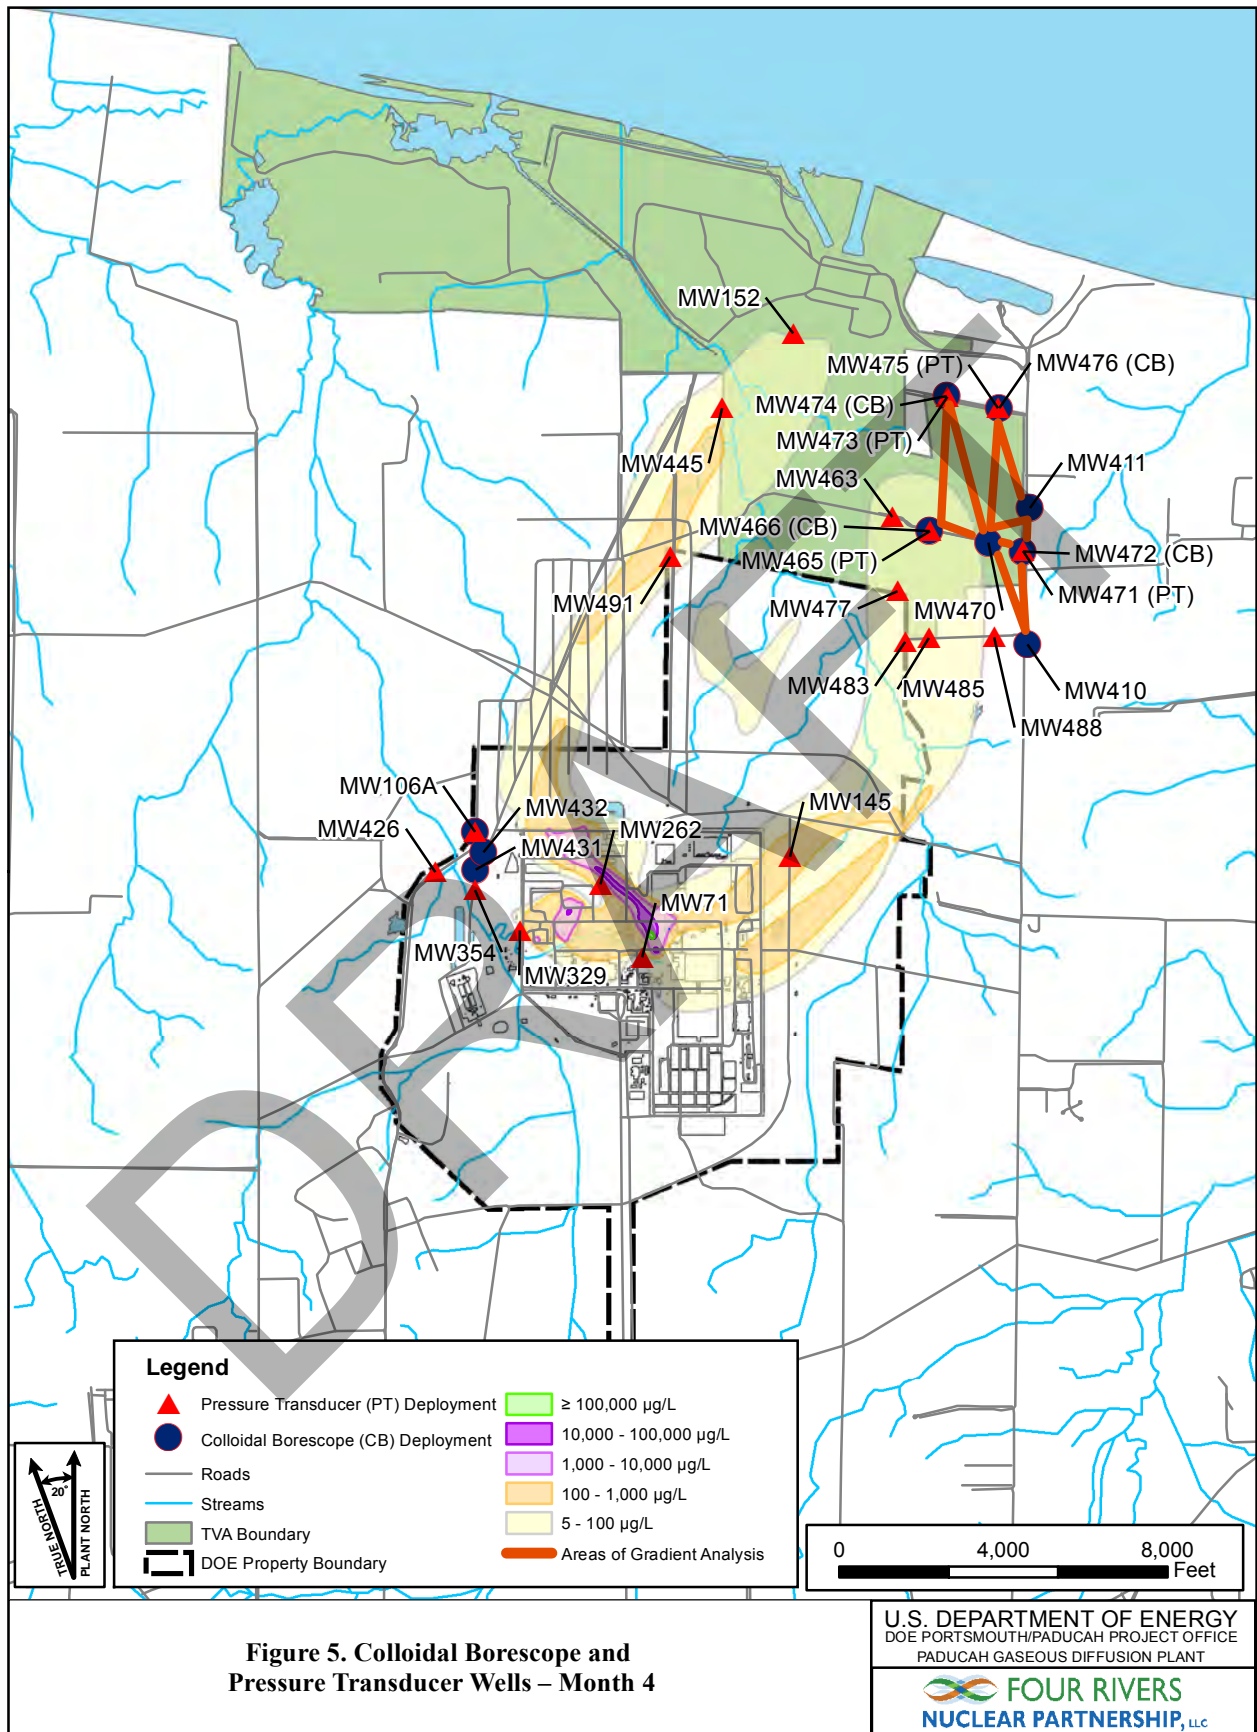 MW152
MW475 (PT)
MW476 (CB)
MW474 (CB)
MW473 (PT)
MW445
MW411
MW463
MW466 (CB)
MW465 (PT)
MW472 (CB)
MW471 (PT)
MW491
MW477
MW470
MW483
MW485
MW410
MW488
MW106A
MW432
MW145
MW426
MW262
MW431
MW71
MW354
MW329
DRAFT
Legend
Pressure Transducer (PT) Deployment
Colloidal Borescope (CB) Deployment
Roads
Streams
TVA Boundary
DOE Property Boundary
≥ 100,000 µg/L
10,000 - 100,000 µg/L
1,000 - 10,000 µg/L
100 - 1,000 µg/L
5 - 100 µg/L
Areas of Gradient Analysis
20°
TRUE NORTH
PLANT NORTH
0 4,000 8,000
Feet
Figure 5. Colloidal Borescope and
Pressure Transducer Wells – Month 4
U.S. DEPARTMENT OF ENERGY
DOE PORTSMOUTH/PADUCAH PROJECT OFFICE
PADUCAH GASEOUS DIFFUSION PLANT
FOUR RIVERS
NUCLEAR PARTNERSHIP, LLC